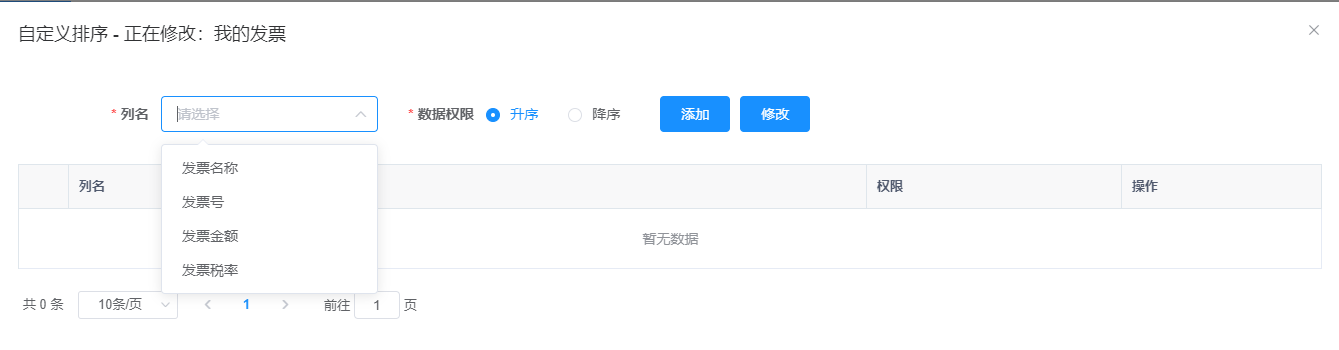 自定义排序 - 正在修改：我的发票
* 列名 请选择 * 数据权限 升序 降序 添加 修改
发票名称
列名 权限 操作
发票号
发票金额 暂无数据
发票税率
共 0 条 10条/页 1 前往 1 页